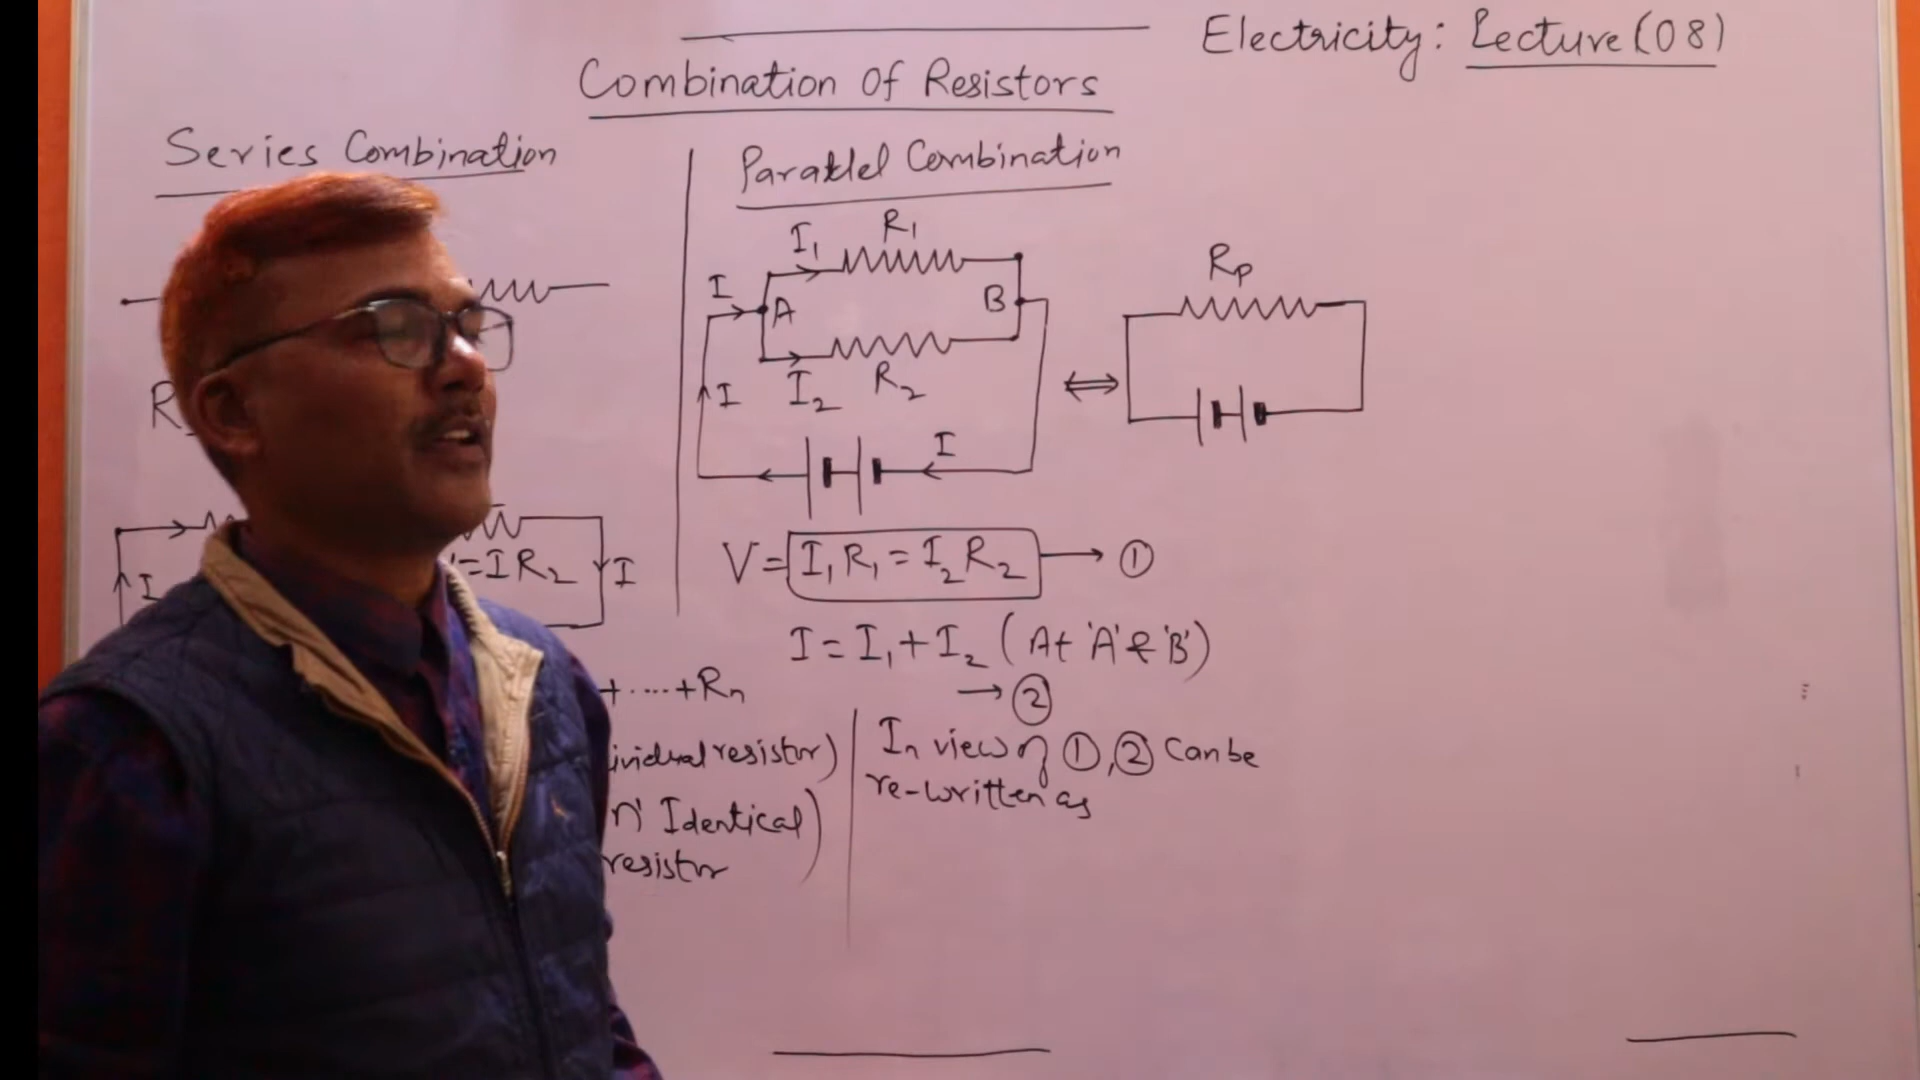 Electricity: Lecture (08)
Combination Of Resistors
Series Combination
Parallel Combination
R₁
I₁
I
A
B
I₂
R₂
I
I
Rₚ
=IR₂
I
I
V = I₁R₁ = I₂R₂ → ①
I = I₁ + I₂ (At 'A' & 'B')
→ ②
+ .... + Rₙ
ividual resistor)
n' Identical)
resistor
In view of ①, ② Can be
re-written as